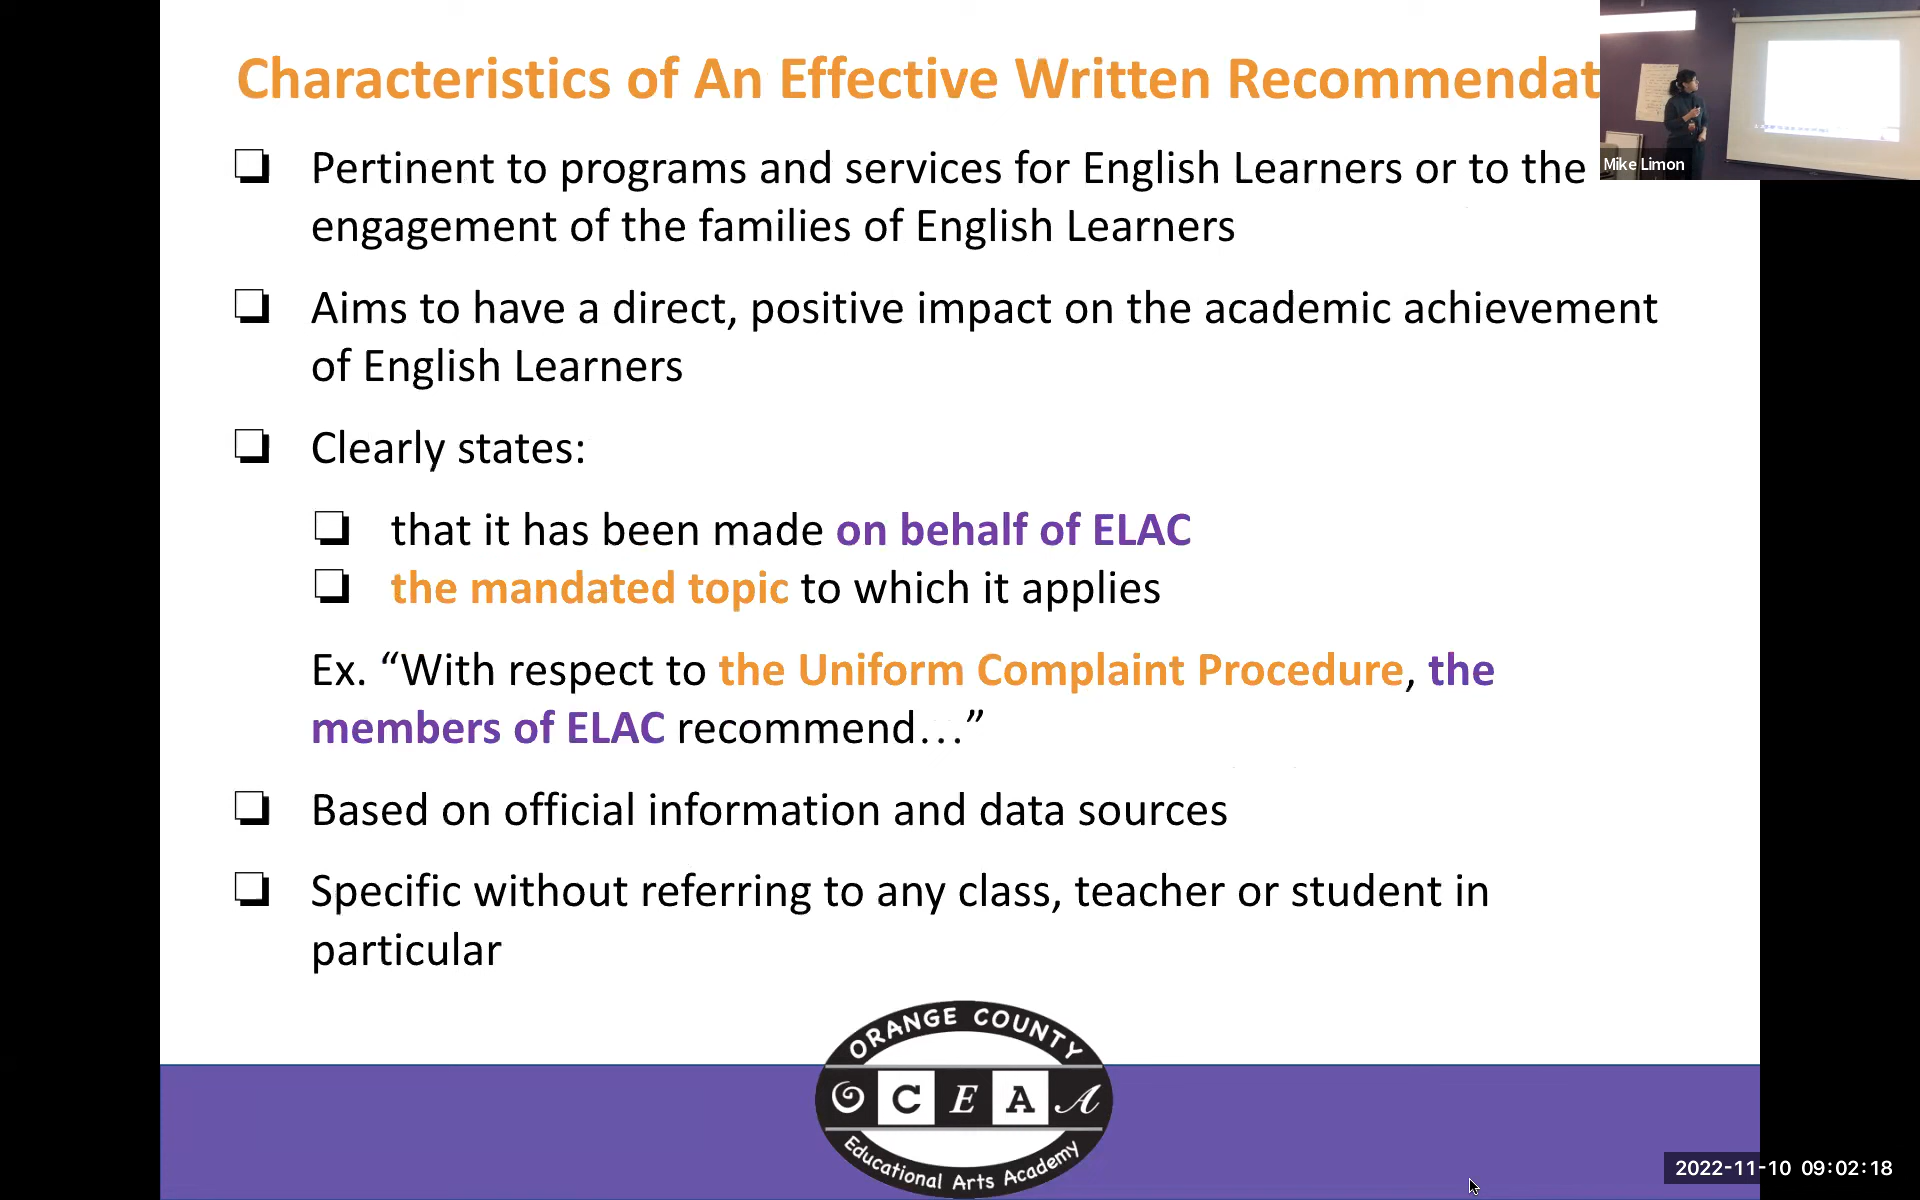 Characteristics of An Effective Written Recommendat
Mike Limon
❏ Pertinent to programs and services for English Learners or to the
engagement of the families of English Learners
❏ Aims to have a direct, positive impact on the academic achievement
of English Learners
❏ Clearly states:
❏ that it has been made on behalf of ELAC
❏ the mandated topic to which it applies
Ex. “With respect to the Uniform Complaint Procedure, the
members of ELAC recommend…”
❏ Based on official information and data sources
❏ Specific without referring to any class, teacher or student in
particular
ORANGE COUNTY
OCEAA
Educational Arts Academy
2022-11-10 09:02:18